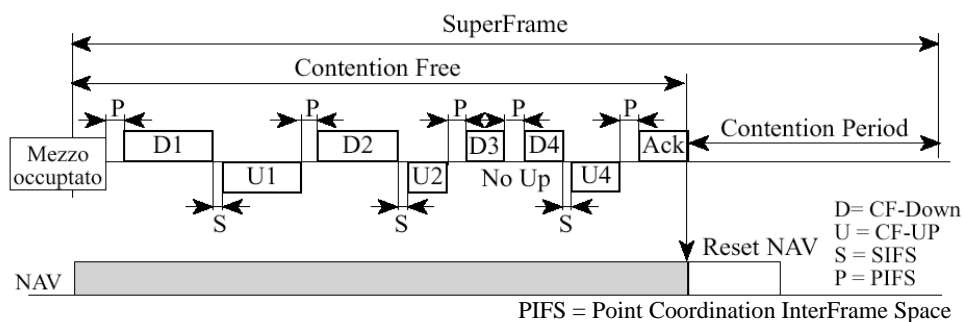 SuperFrame
Contention Free
P P P P P
D1 D2 D3 D4 Ack
Contention Period
Mezzo
occuptato
U1 U2 No Up U4
S S S
D= CF-Down
U = CF-UP
S = SIFS
P = PIFS
Reset NAV
NAV
PIFS = Point Coordination InterFrame Space